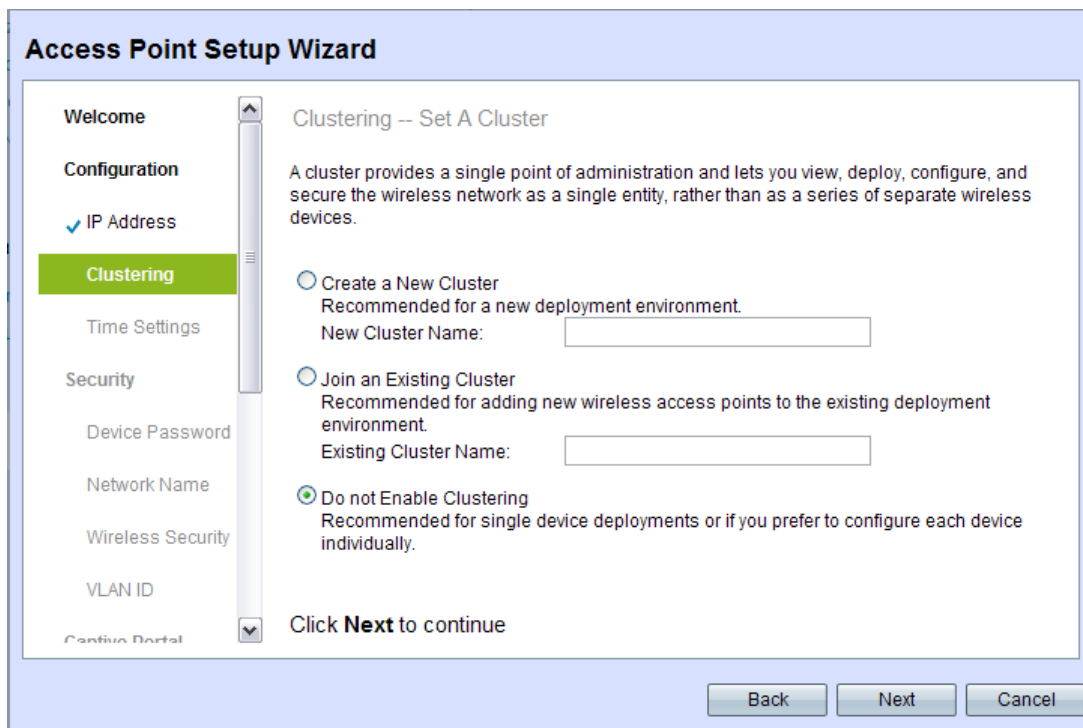 Access Point Setup Wizard
Welcome
Configuration
IP Address
Clustering
Time Settings
Security
Device Password
Network Name
Wireless Security
VLAN ID
Captive Portal
Clustering -- Set A Cluster
A cluster provides a single point of administration and lets you view, deploy, configure, and
secure the wireless network as a single entity, rather than as a series of separate wireless
devices.
Create a New Cluster
Recommended for a new deployment environment.
New Cluster Name:
Join an Existing Cluster
Recommended for adding new wireless access points to the existing deployment
environment.
Existing Cluster Name:
Do not Enable Clustering
Recommended for single device deployments or if you prefer to configure each device
individually.
Click Next to continue
Back
Next
Cancel